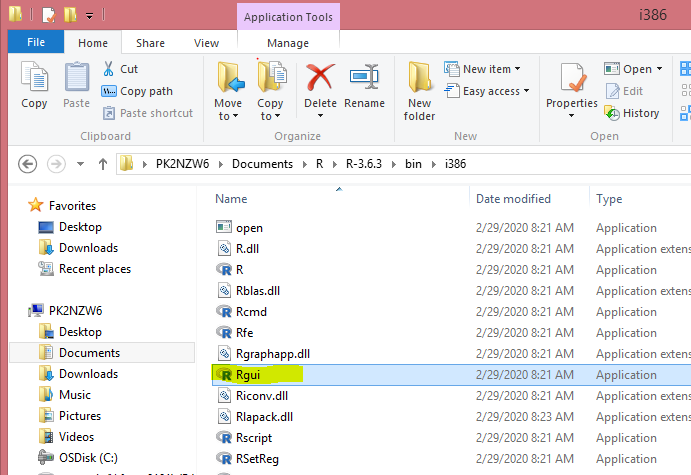 Application Tools
i386
File Home Share View Manage
Copy
Paste
Cut
Copy path
Paste shortcut
Clipboard
Move to
Copy to
Delete
Rename
Organize
New folder
New item
Easy access
New
Properties
Open
Edit
History
Open
PK2NZW6 Documents R R-3.6.3 bin i386
Favorites
Desktop
Downloads
Recent places
PK2NZW6
Desktop
Documents
Downloads
Music
Pictures
Videos
OSDisk (C:)
Name Date modified Type
open 2/29/2020 8:21 AM Application
R.dll 2/29/2020 8:21 AM Application extens
R 2/29/2020 8:21 AM Application
Rblas.dll 2/29/2020 8:21 AM Application extens
Rcmd 2/29/2020 8:21 AM Application
Rfe 2/29/2020 8:21 AM Application
Rgraphapp.dll 2/29/2020 8:21 AM Application extens
Rgui 2/29/2020 8:21 AM Application
Riconv.dll 2/29/2020 8:21 AM Application extens
Rlapack.dll 2/29/2020 8:23 AM Application extens
Rscript 2/29/2020 8:21 AM Application
RSetReg 2/29/2020 8:21 AM Application